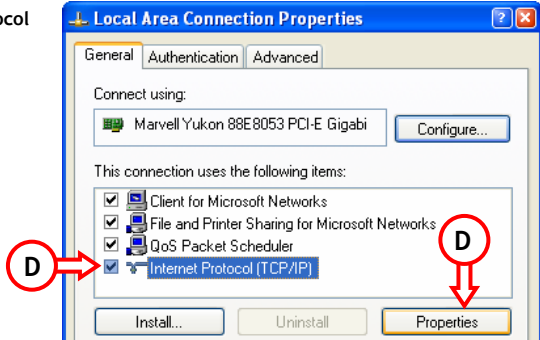 ocol
Local Area Connection Properties
General Authentication Advanced
Connect using:
Marvell Yukon 88E8053 PCI-E Gigabi
Configure...
This connection uses the following items:
Client for Microsoft Networks
File and Printer Sharing for Microsoft Networks
QoS Packet Scheduler
D
D
Internet Protocol (TCP/IP)
Install... Uninstall Properties